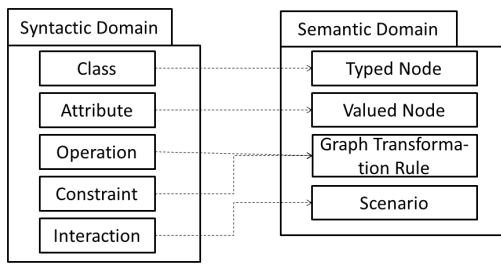 Syntactic Domain
Class
Attribute
Operation
Constraint
Interaction
Semantic Domain
Typed Node
Valued Node
Graph Transforma-
tion Rule
Scenario